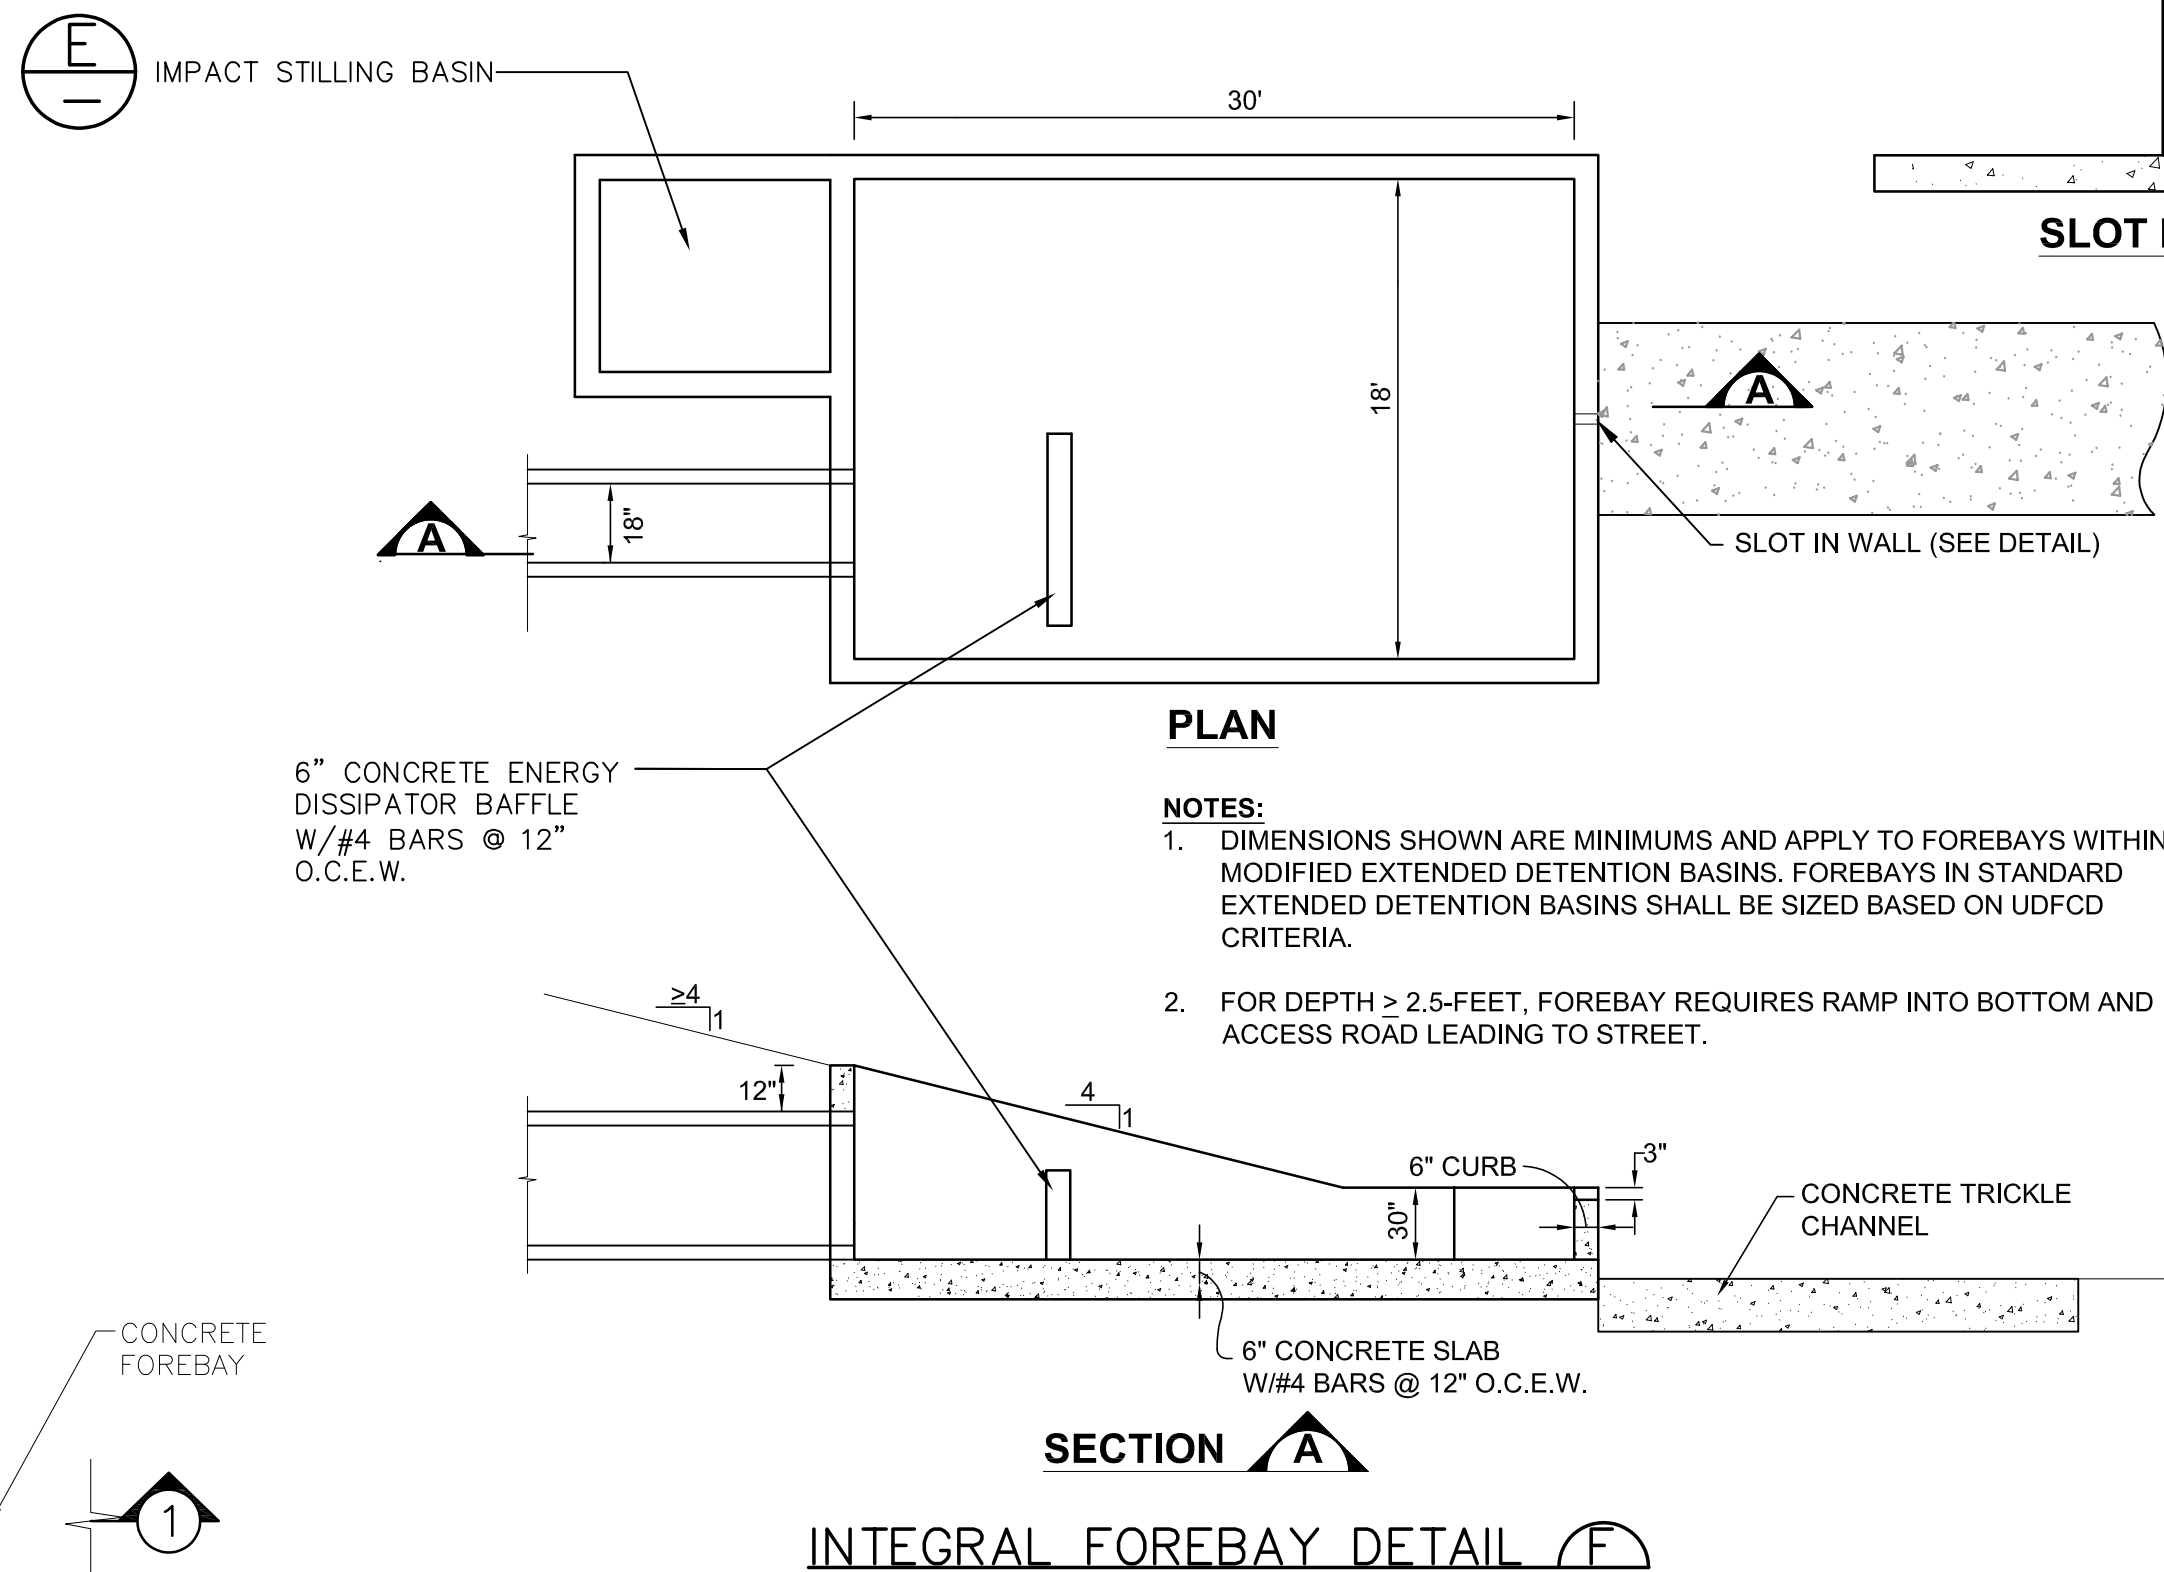 E
IMPACT STILLING BASIN
30'
SLOT
18'
A
18"
A
SLOT IN WALL (SEE DETAIL)
PLAN
6” CONCRETE ENERGY
DISSIPATOR BAFFLE
W/#4 BARS @ 12”
O.C.E.W.
NOTES:
1. DIMENSIONS SHOWN ARE MINIMUMS AND APPLY TO FOREBAYS WITHIN
MODIFIED EXTENDED DETENTION BASINS. FOREBAYS IN STANDARD
EXTENDED DETENTION BASINS SHALL BE SIZED BASED ON UDFCD
CRITERIA.
2. FOR DEPTH ≥ 2.5-FEET, FOREBAY REQUIRES RAMP INTO BOTTOM AND
ACCESS ROAD LEADING TO STREET.
≥4
1
12"
4
1
6" CURB
3"
30"
CONCRETE TRICKLE
CHANNEL
6" CONCRETE SLAB
W/#4 BARS @ 12" O.C.E.W.
CONCRETE
FOREBAY
SECTION A
1
INTEGRAL FOREBAY DETAIL F